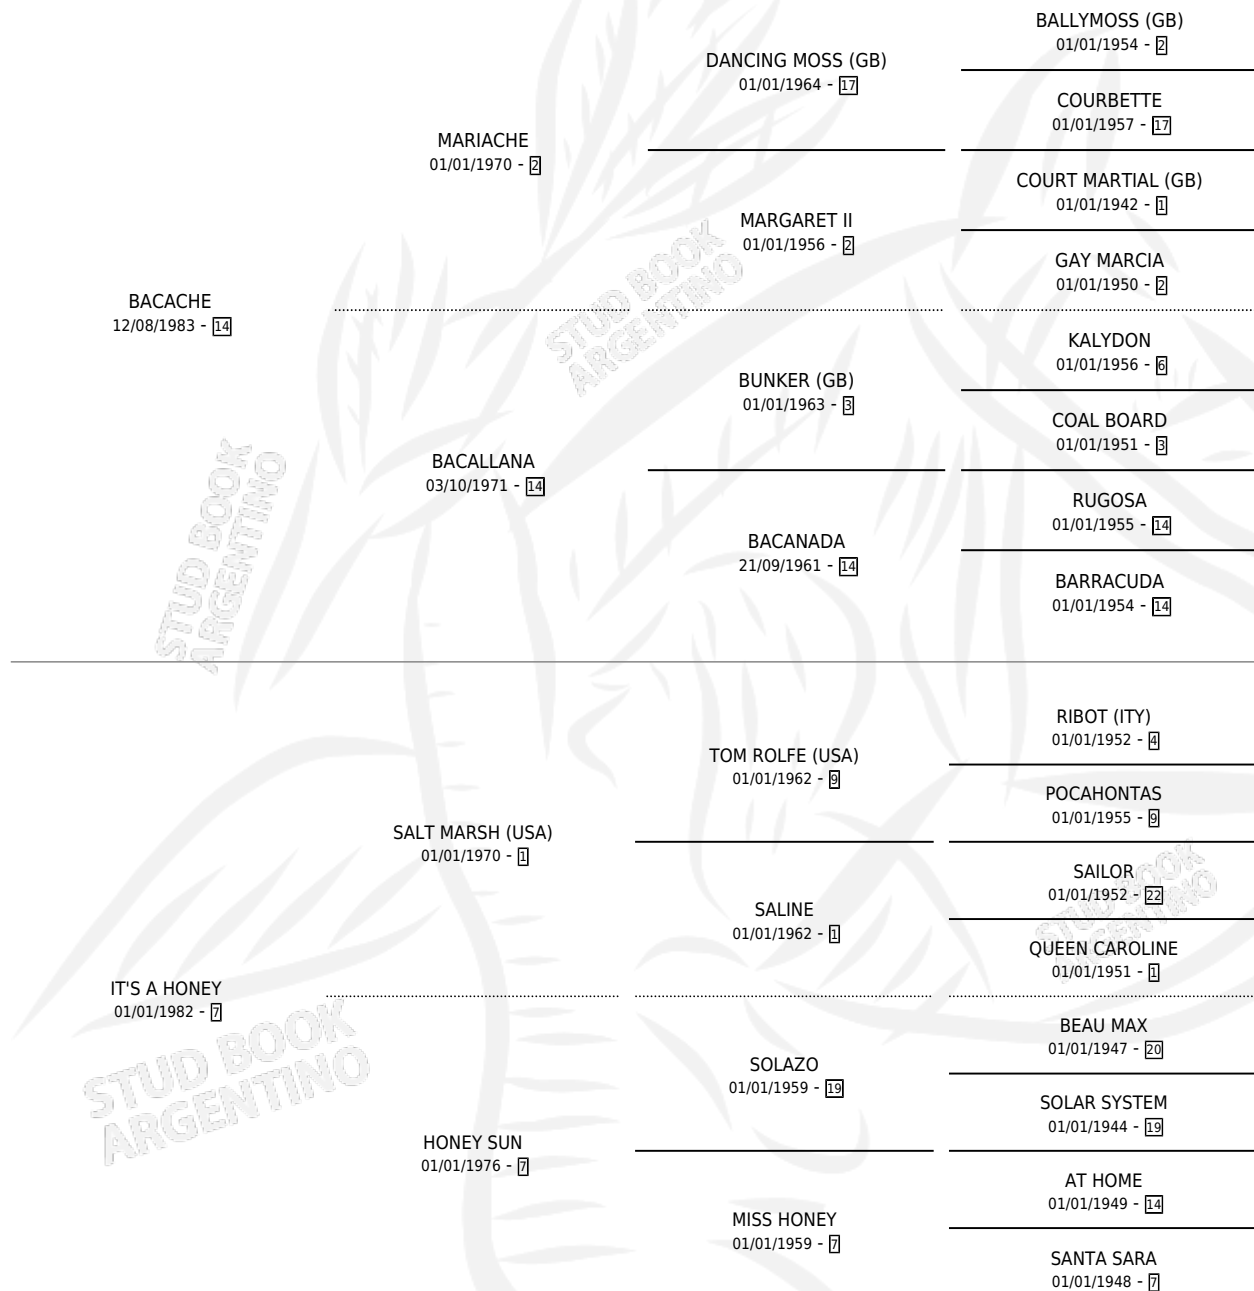 BALLYMOSS (GB)
01/01/1954 - 2
DANCING MOSS (GB)
01/01/1964 - 17
COURBETTE
01/01/1957 - 17
MARIACHE
01/01/1970 - 2
COURT MARTIAL (GB)
01/01/1942 - 1
MARGARET II
01/01/1956 - 2
GAY MARCIA
01/01/1950 - 2
BACACHE
12/08/1983 - 14
KALYDON
01/01/1956 - 6
BUNKER (GB)
01/01/1963 - 3
COAL BOARD
01/01/1951 - 3
BACALLANA
03/10/1971 - 14
RUGOSA
01/01/1955 - 14
BACANADA
21/09/1961 - 14
BARRACUDA
01/01/1954 - 14
STUD BOOK
ARGENTINO
STUD BOOK
ARGENTINO
RIBOT (ITY)
01/01/1952 - 4
TOM ROLFE (USA)
01/01/1962 - 9
POCAHONTAS
01/01/1955 - 9
SALT MARSH (USA)
01/01/1970 - 1
SAILOR
01/01/1952 - 22
SALINE
01/01/1962 - 1
QUEEN CAROLINE
01/01/1951 - 1
IT'S A HONEY
01/01/1982 - 7
BEAU MAX
01/01/1947 - 20
SOLAZO
01/01/1959 - 19
SOLAR SYSTEM
01/01/1944 - 19
HONEY SUN
01/01/1976 - 7
AT HOME
01/01/1949 - 14
MISS HONEY
01/01/1959 - 7
SANTA SARA
01/01/1948 - 7
STUD BOOK
ARGENTINO
STUD BOOK
ARGENTINO